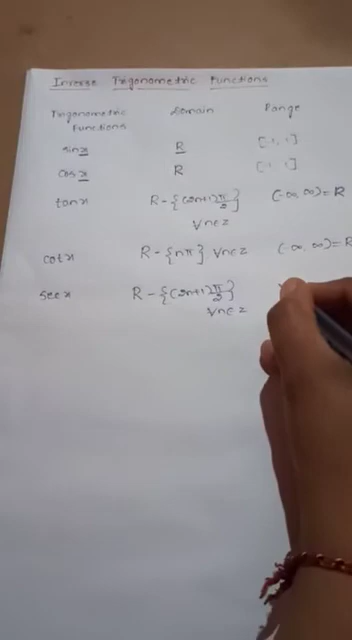 Inverse Trigonometric Functions
Trigonometric Functions Domain Range
sin x R [-1, 1]
cos x R [-1, 1]
tan x R - {(2n+1)π/2} (-∞, ∞) = R
∀n∈z
cot x R - {nπ} ∀n∈z (-∞, ∞) = R
sec x R - {(2n+1)π/2}
∀n∈z